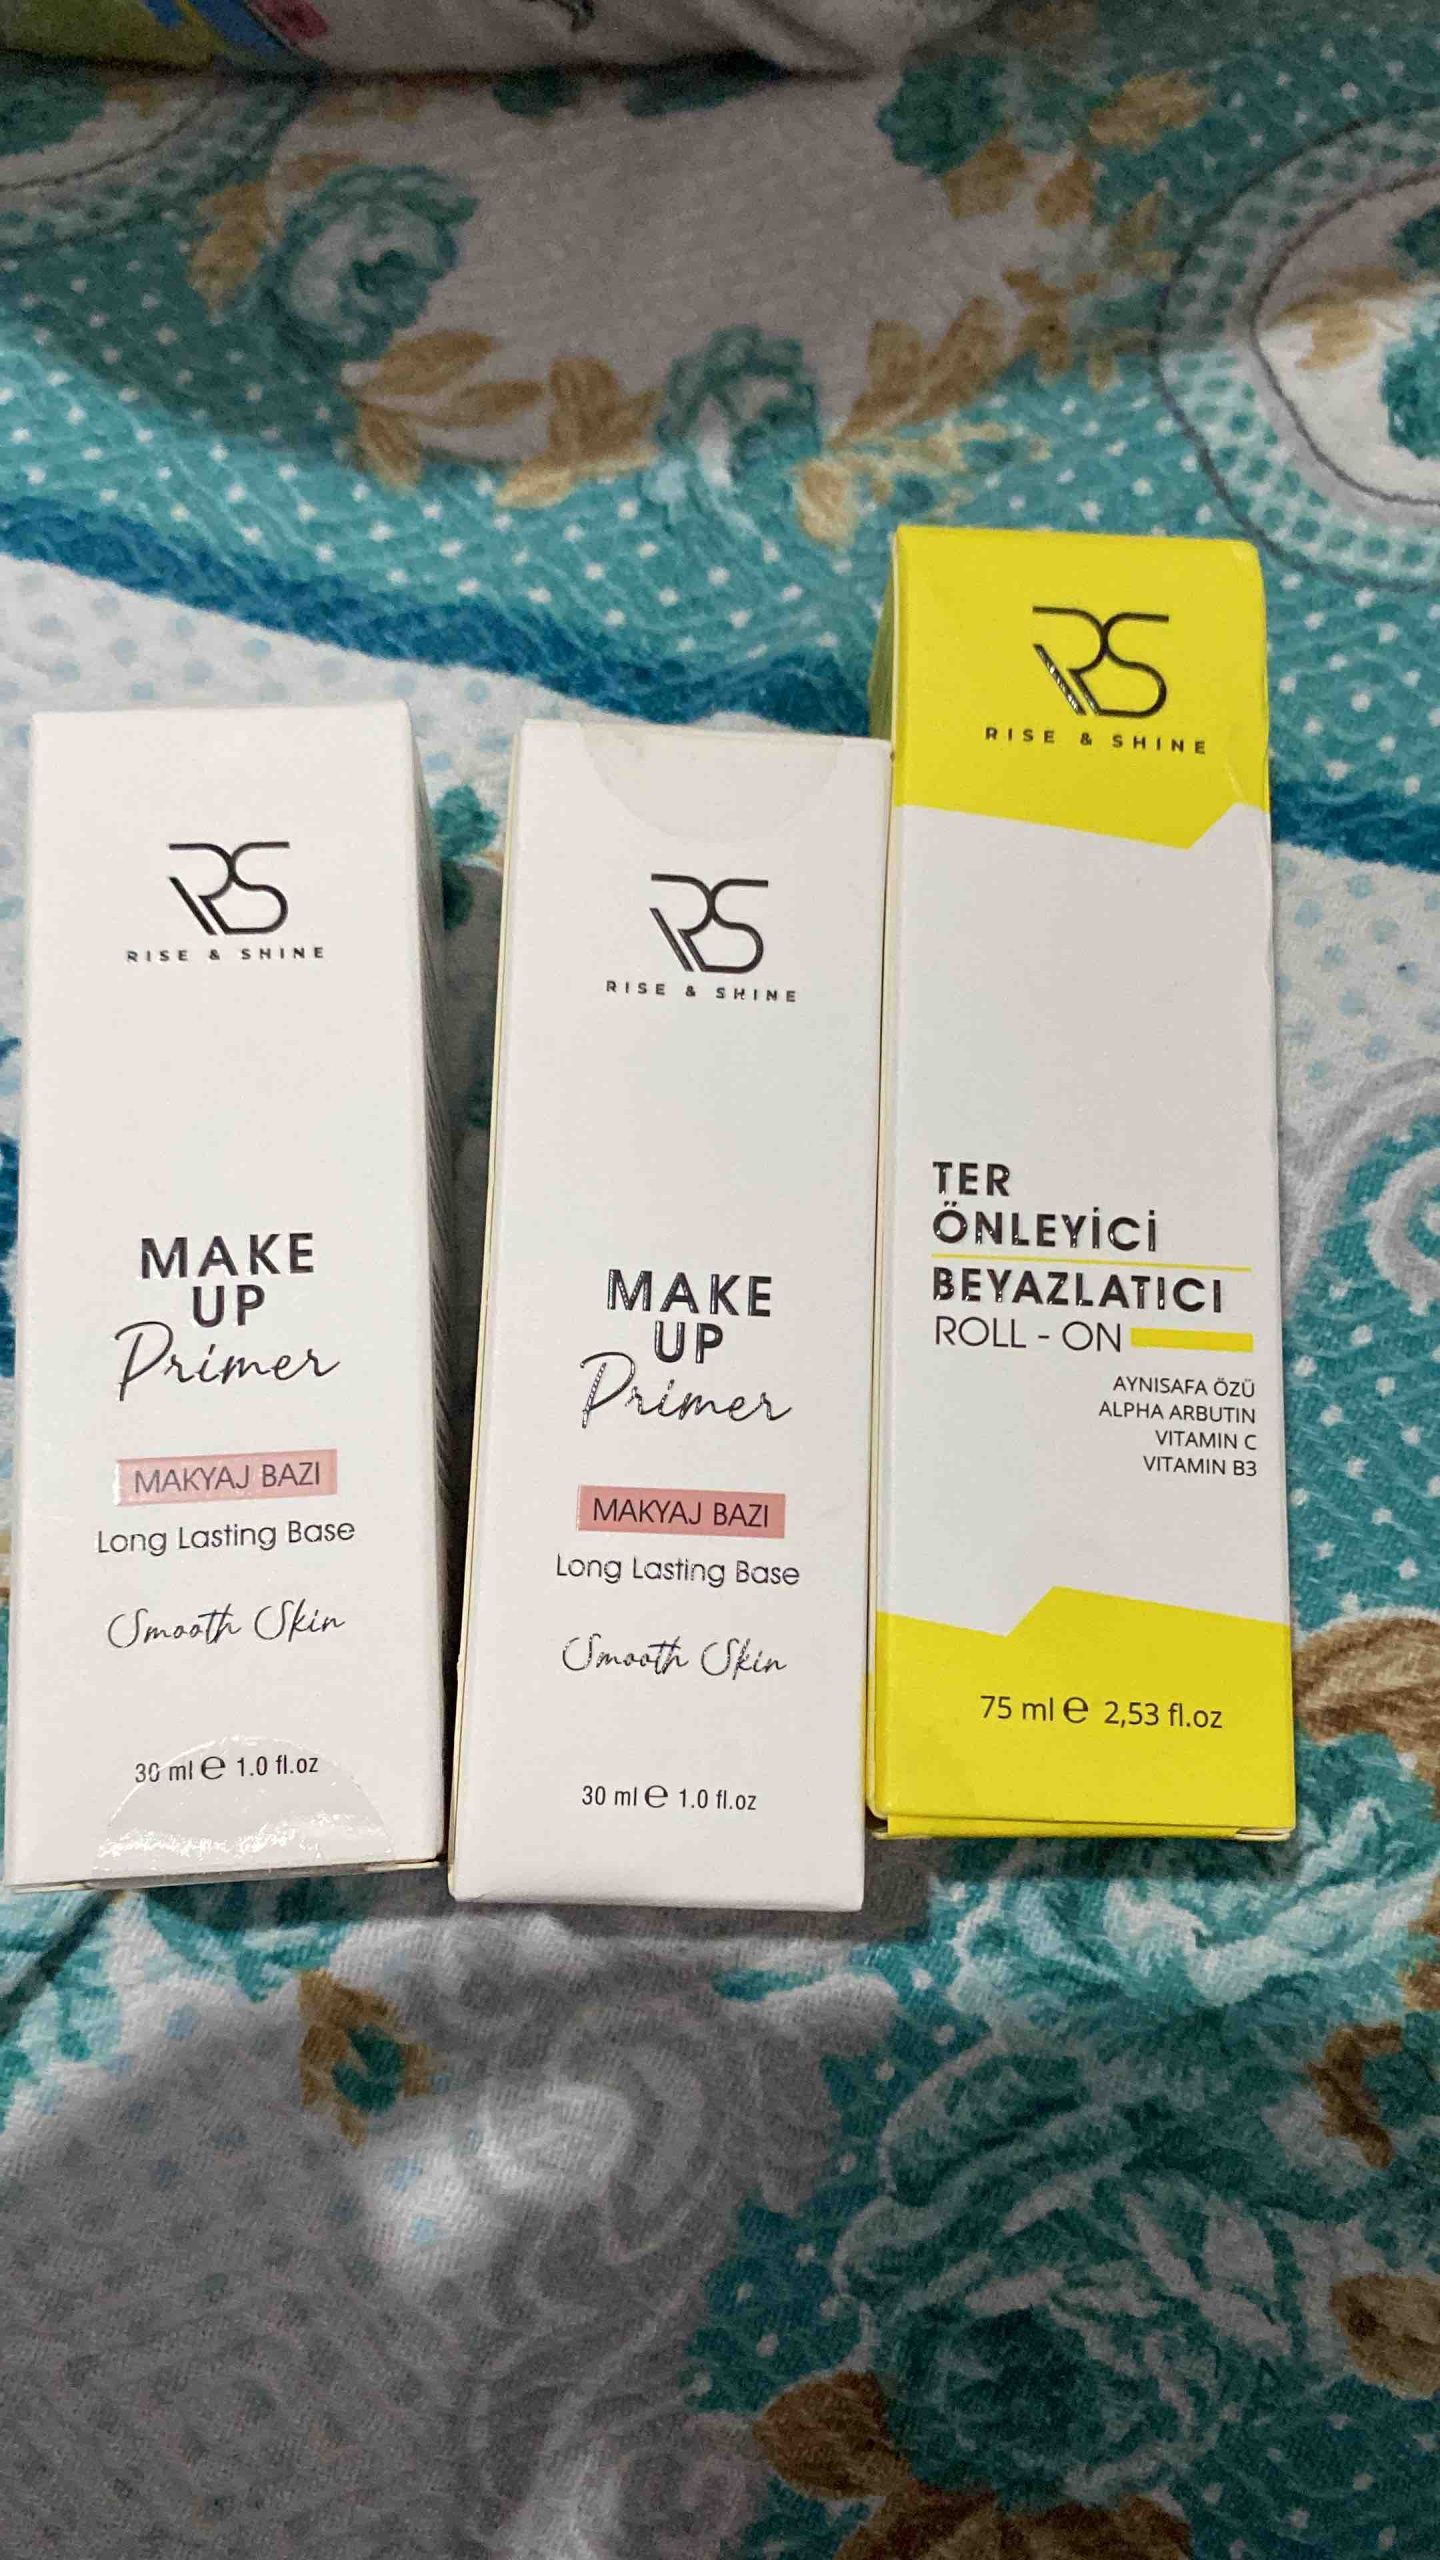 RS
RISE & SHINE
MAKE
UP
Primer
MAKYAJ BAZI
Long Lasting Base
Smooth Skin
30 ml e 1.0 fl.oz
RS
RISE & SHINE
MAKE
UP
Primer
MAKYAJ BAZI
Long Lasting Base
Smooth Skin
30 ml e 1.0 fl.oz
RS
RISE & SHINE
TER
ÖNLEYİCİ
BEYAZLATICI
ROLL - ON
AYNISAFA ÖZÜ
ALPHA ARBUTIN
VITAMIN C
VITAMIN B3
75 ml e 2,53 fl.oz